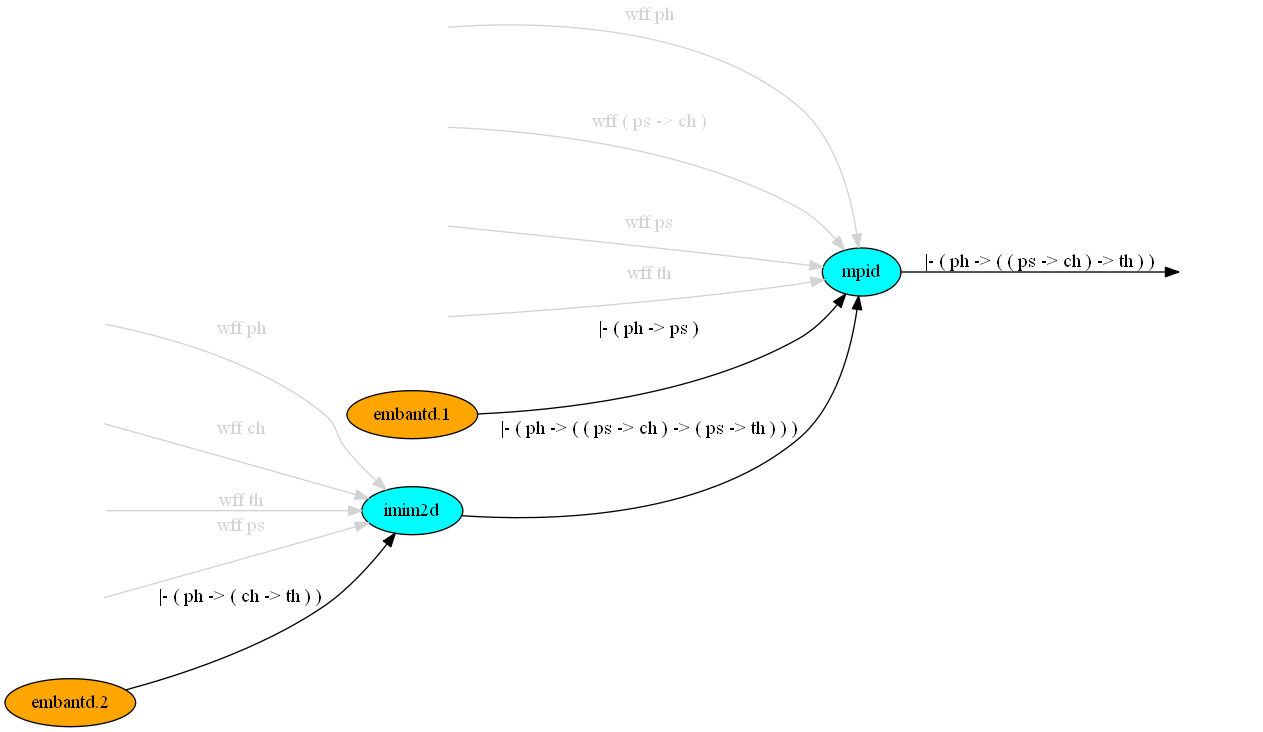 wff ph
wff ( ps -> ch )
wff ps
mpid
|- ( ph -> ( ( ps -> ch ) -> th ) )
wff th
wff ph
|- ( ph -> ps )
embantd.1
wff ch
|- ( ph -> ( ( ps -> ch ) -> ( ps -> th ) ) )
wff th
imim2d
wff ps
|- ( ph -> ( ch -> th ) )
embantd.2